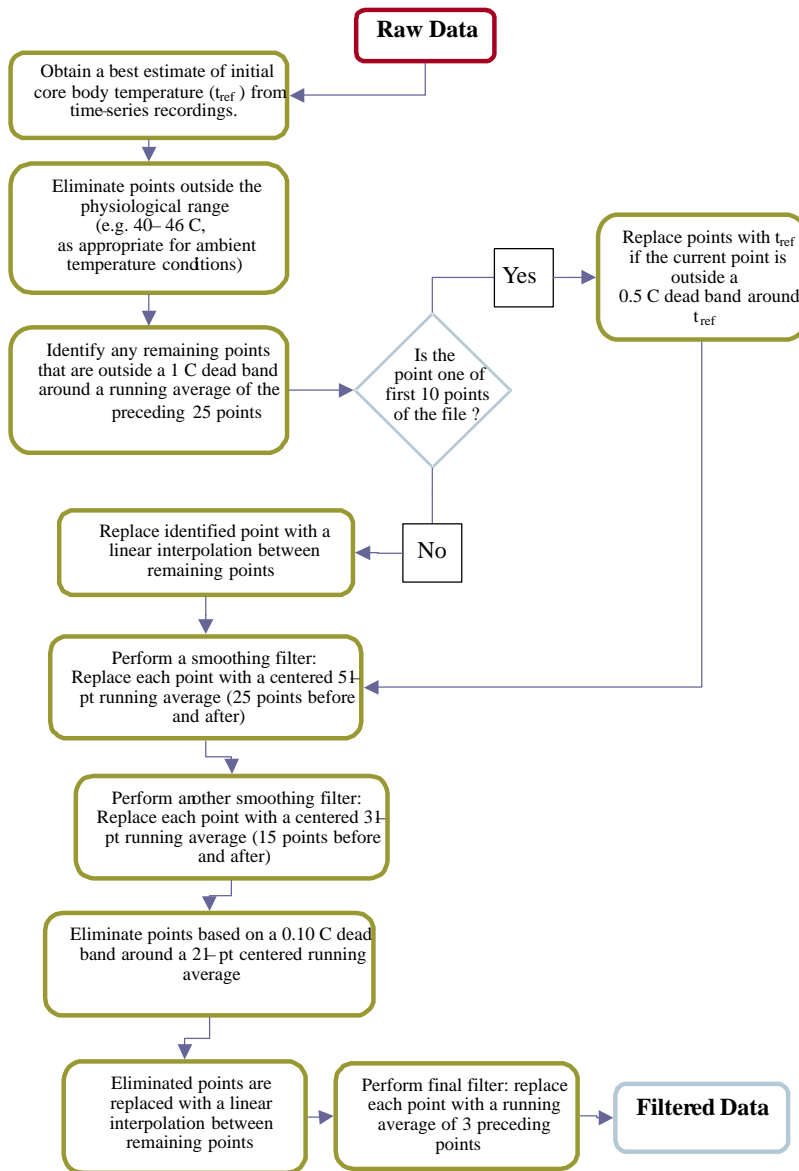 Raw Data
Obtain a best estimate of initial
core body temperature (tref ) from
time-series recordings.
Eliminate points outside the
physiological range
(e.g. 40– 46 C,
as appropriate for ambient
temperature conditions)
Identify any remaining points
that are outside a 1 C dead band
around a running average of the
preceding 25 points
Is the
point one of
first 10 points
of the file ?
Yes
Replace points with tref
if the current point is
outside a
0.5 C dead band around
tref
No
Replace identified point with a
linear interpolation between
remaining points
Perform a smoothing filter:
Replace each point with a centered 51-
pt running average (25 points before
and after)
Perform another smoothing filter:
Replace each point with a centered 31-
pt running average (15 points before
and after)
Eliminate points based on a 0.10 C dead
band around a 21– pt centered running
average
Eliminated points are
replaced with a linear
interpolation between
remaining points
Perform final filter: replace
each point with a running
average of 3 preceding
points
Filtered Data